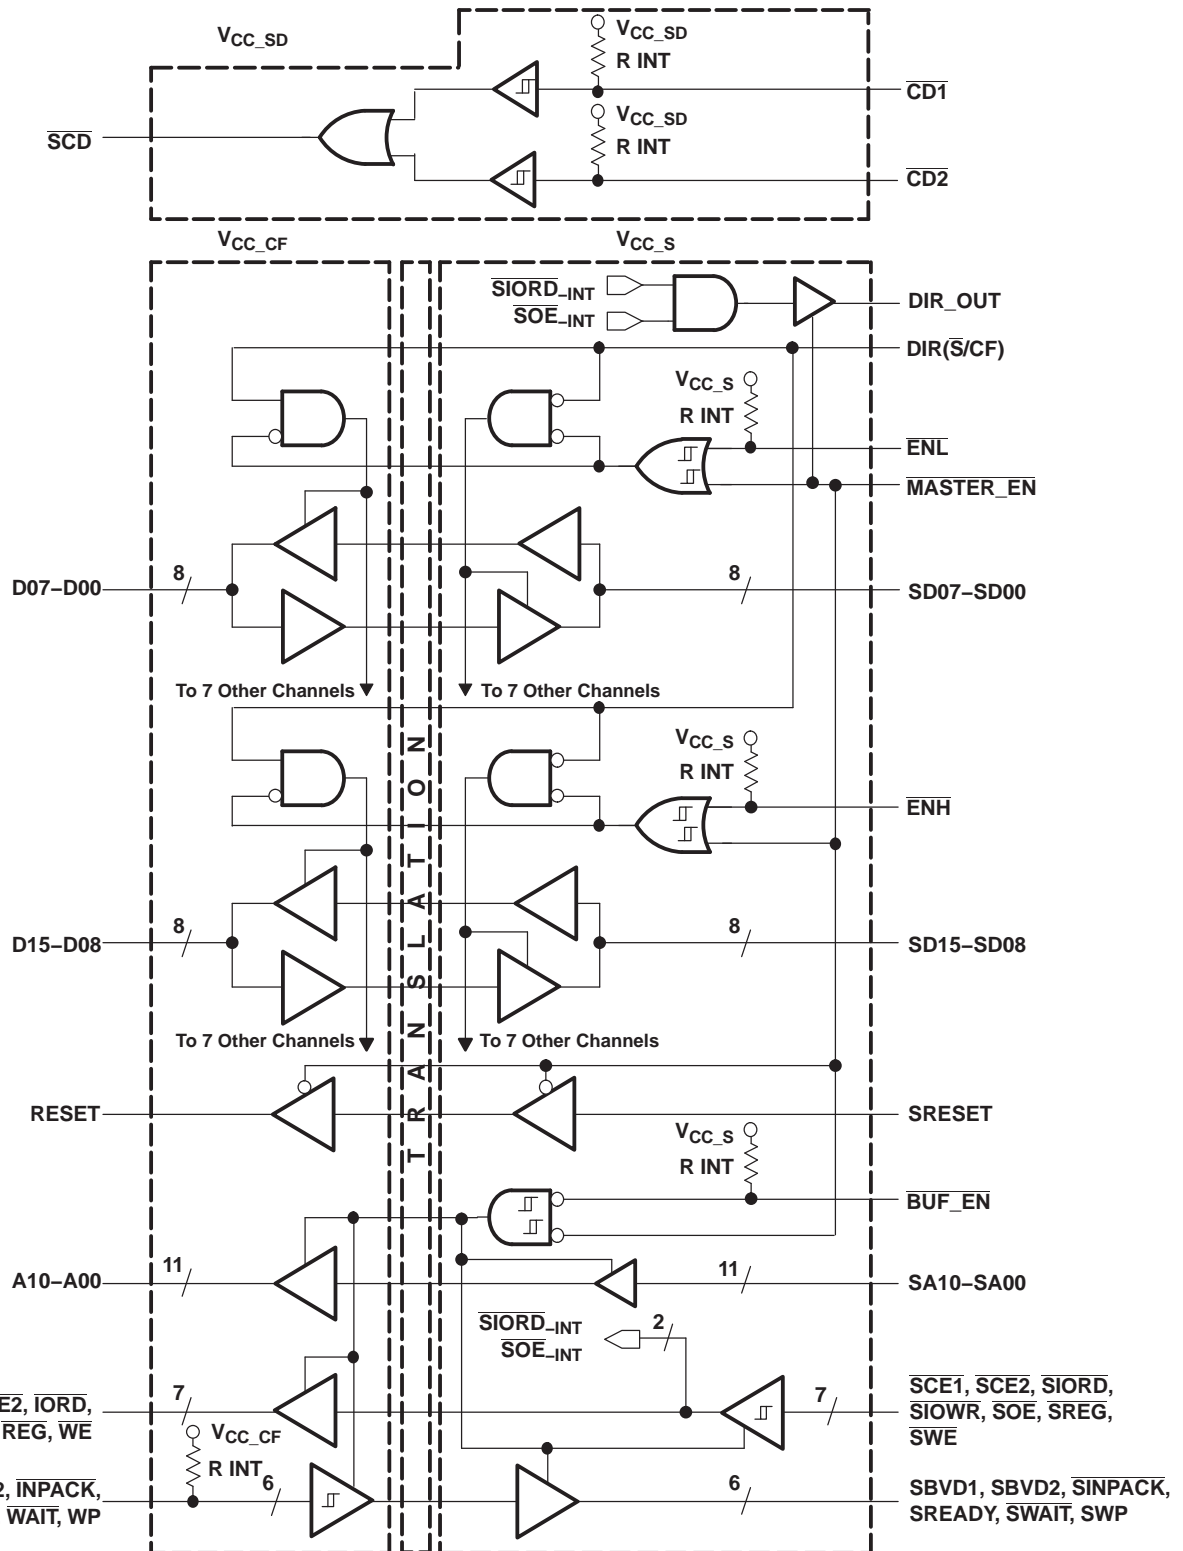 VCC_SD
VCC_SD
R INT
CD1
SCD
VCC_SD
R INT
CD2
VCC_CF
VCC_S
SIORD–INT
SOE–INT
DIR_OUT
DIR(S/CF)
VCC_S
R INT
ENL
MASTER_EN
D07–D00
8
8
SD07–SD00
To 7 Other Channels
To 7 Other Channels
VCC_S
R INT
ENH
TRANSLATION
D15–D08
8
8
SD15–SD08
To 7 Other Channels
To 7 Other Channels
RESET
SRESET
VCC_S
R INT
BUF_EN
A10–A00
11
11
SA10–SA00
SIORD–INT
SOE–INT
2
E2, IORD,
REG, WE
7
7
SCE1, SCE2, SIORD,
SIOWR, SOE, SREG,
SWE
VCC_CF
R INT
2, INPACK,
WAIT, WP
6
6
SBVD1, SBVD2, SINPACK,
SREADY, SWAIT, SWP